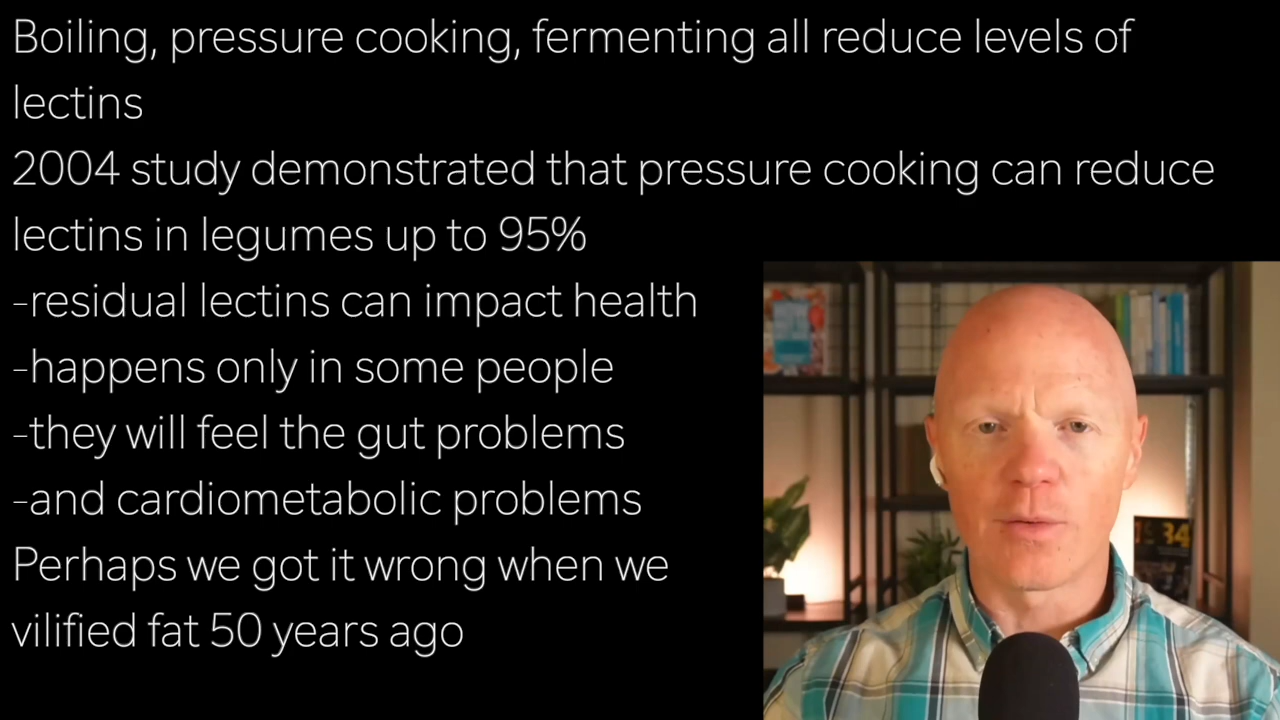 Boiling, pressure cooking, fermenting all reduce levels of
lectins
2004 study demonstrated that pressure cooking can reduce
lectins in legumes up to 95%
-residual lectins can impact health
-happens only in some people
-they will feel the gut problems
-and cardiometabolic problems
Perhaps we got it wrong when we
vilified fat 50 years ago